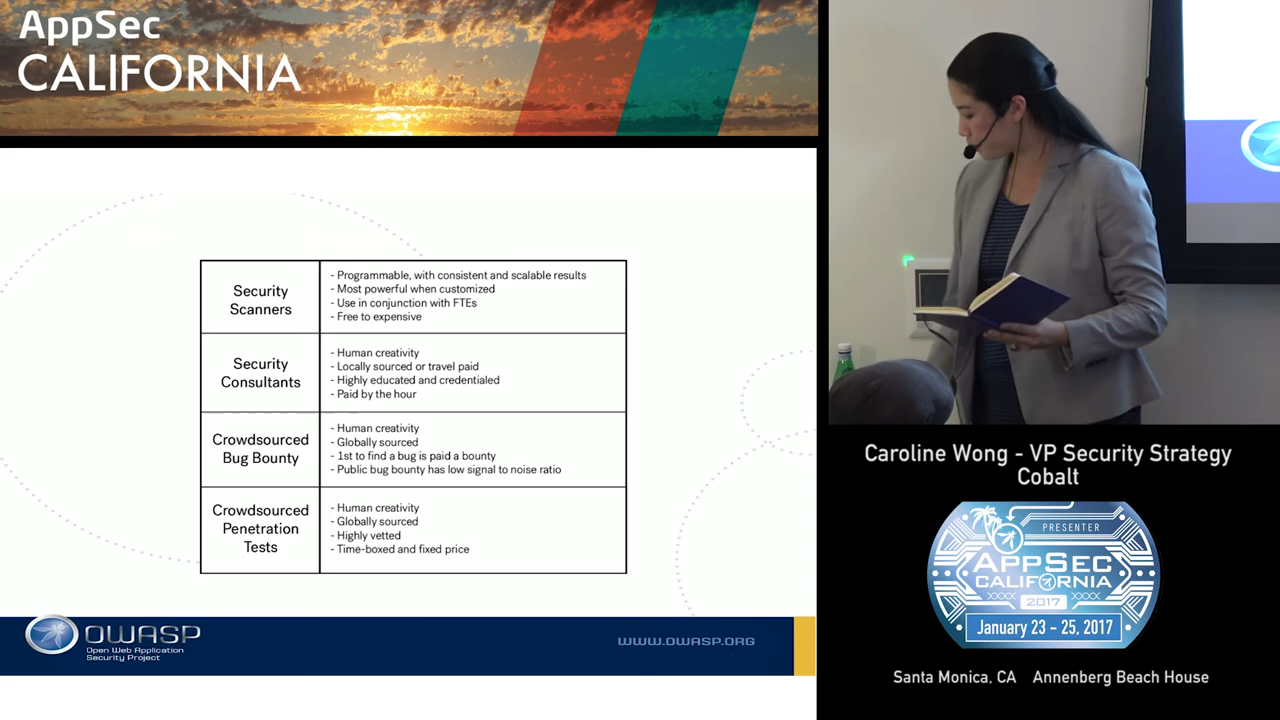 AppSec
CALIFORNIA
Security
Scanners
- Programmable, with consistent and scalable results
- Most powerful when customized
- Use in conjunction with FTEs
- Free to expensive
Security
Consultants
- Human creativity
- Locally sourced or travel paid
- Highly educated and credentialed
- Paid by the hour
Crowdsourced
Bug Bounty
- Human creativity
- Globally sourced
- 1st to find a bug is paid a bounty
- Public bug bounty has low signal to noise ratio
Crowdsourced
Penetration
Tests
- Human creativity
- Globally sourced
- Highly vetted
- Time-boxed and fixed price
OWASP
Open Web Application
Security Project
WWW.OWASP.ORG
Caroline Wong - VP Security Strategy
Cobalt
PRESENTER
APPSEC
CALIFORNIA
2017
January 23 - 25, 2017
Santa Monica, CA Annenberg Beach House